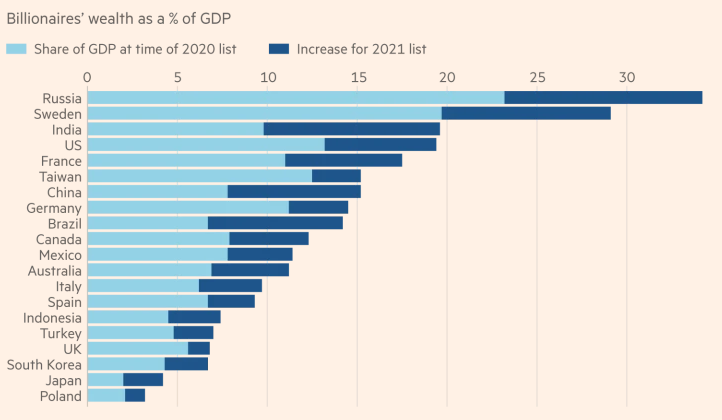 Billionaires' wealth as a % of GDP
Share of GDP at time of 2020 list Increase for 2021 list
0 5 10 15 20 25 30
Russia
Sweden
India
US
France
Taiwan
China
Germany
Brazil
Canada
Mexico
Australia
Italy
Spain
Indonesia
Turkey
UK
South Korea
Japan
Poland